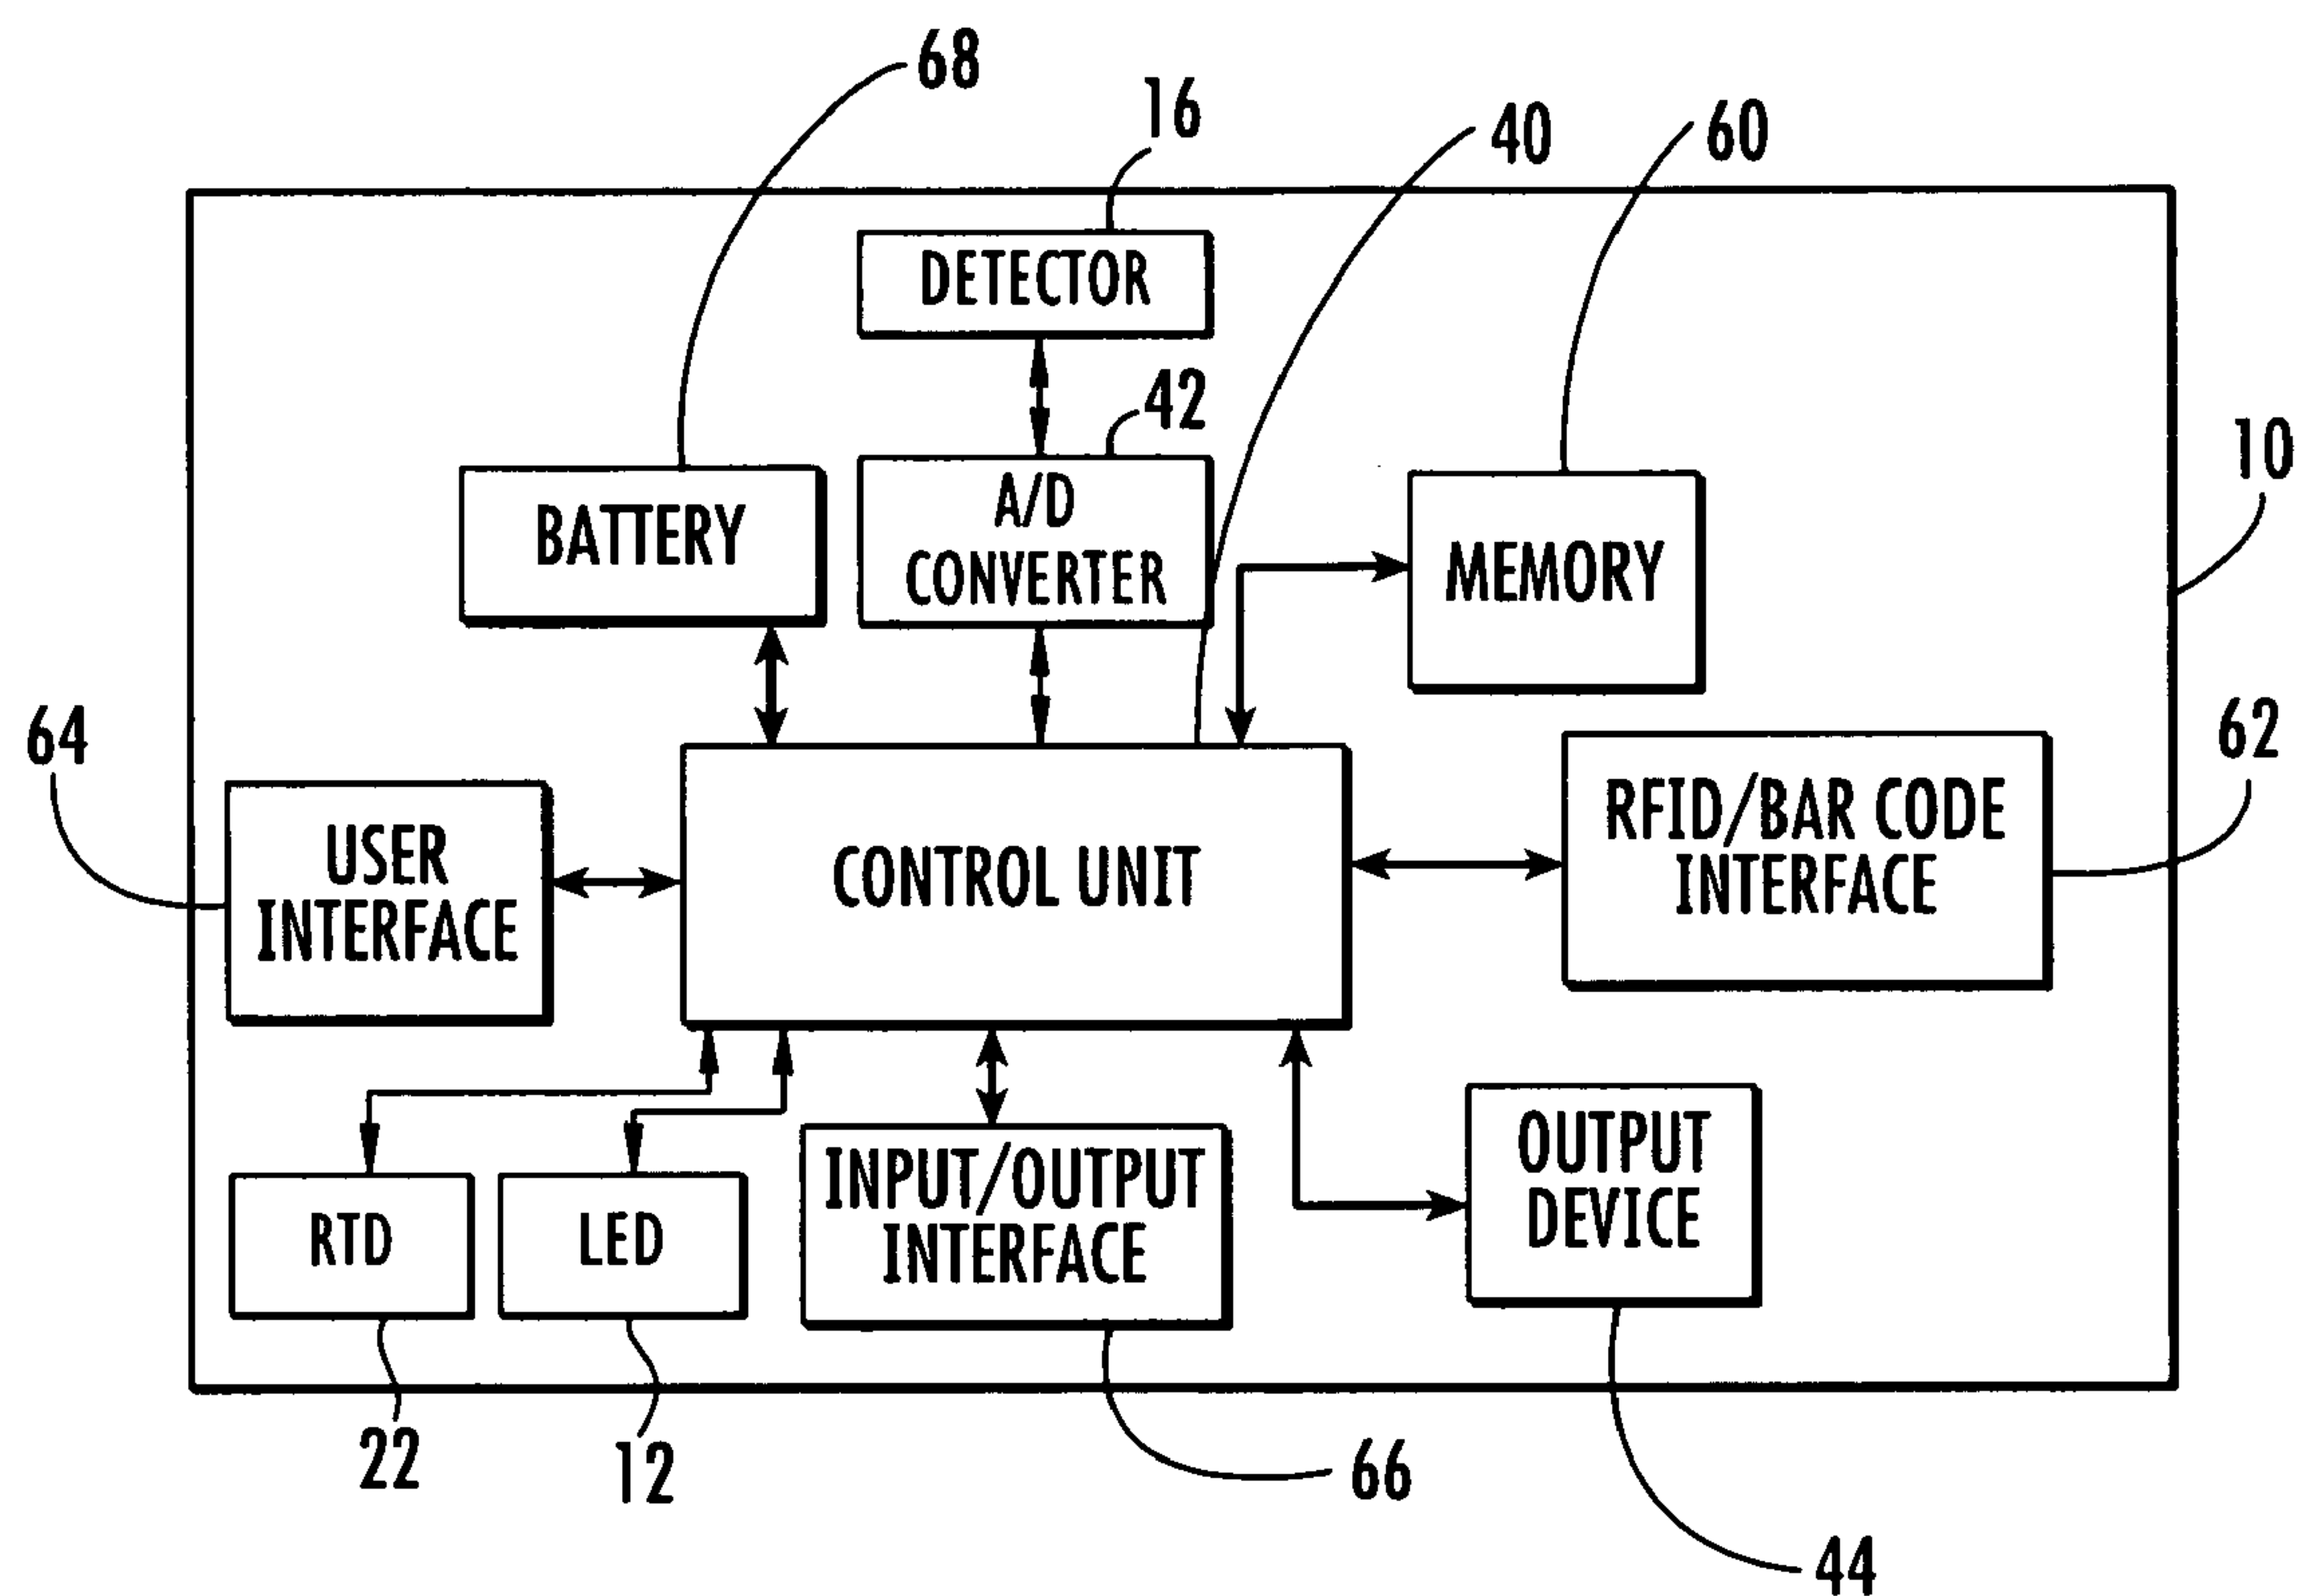 68
16
40
60
DETECTOR
42
10
BATTERY
A/D
CONVERTER
MEMORY
64
62
USER
INTERFACE
CONTROL UNIT
RFID/BAR CODE
INTERFACE
RTD
LED
INPUT/OUTPUT
INTERFACE
OUTPUT
DEVICE
22
12
66
44